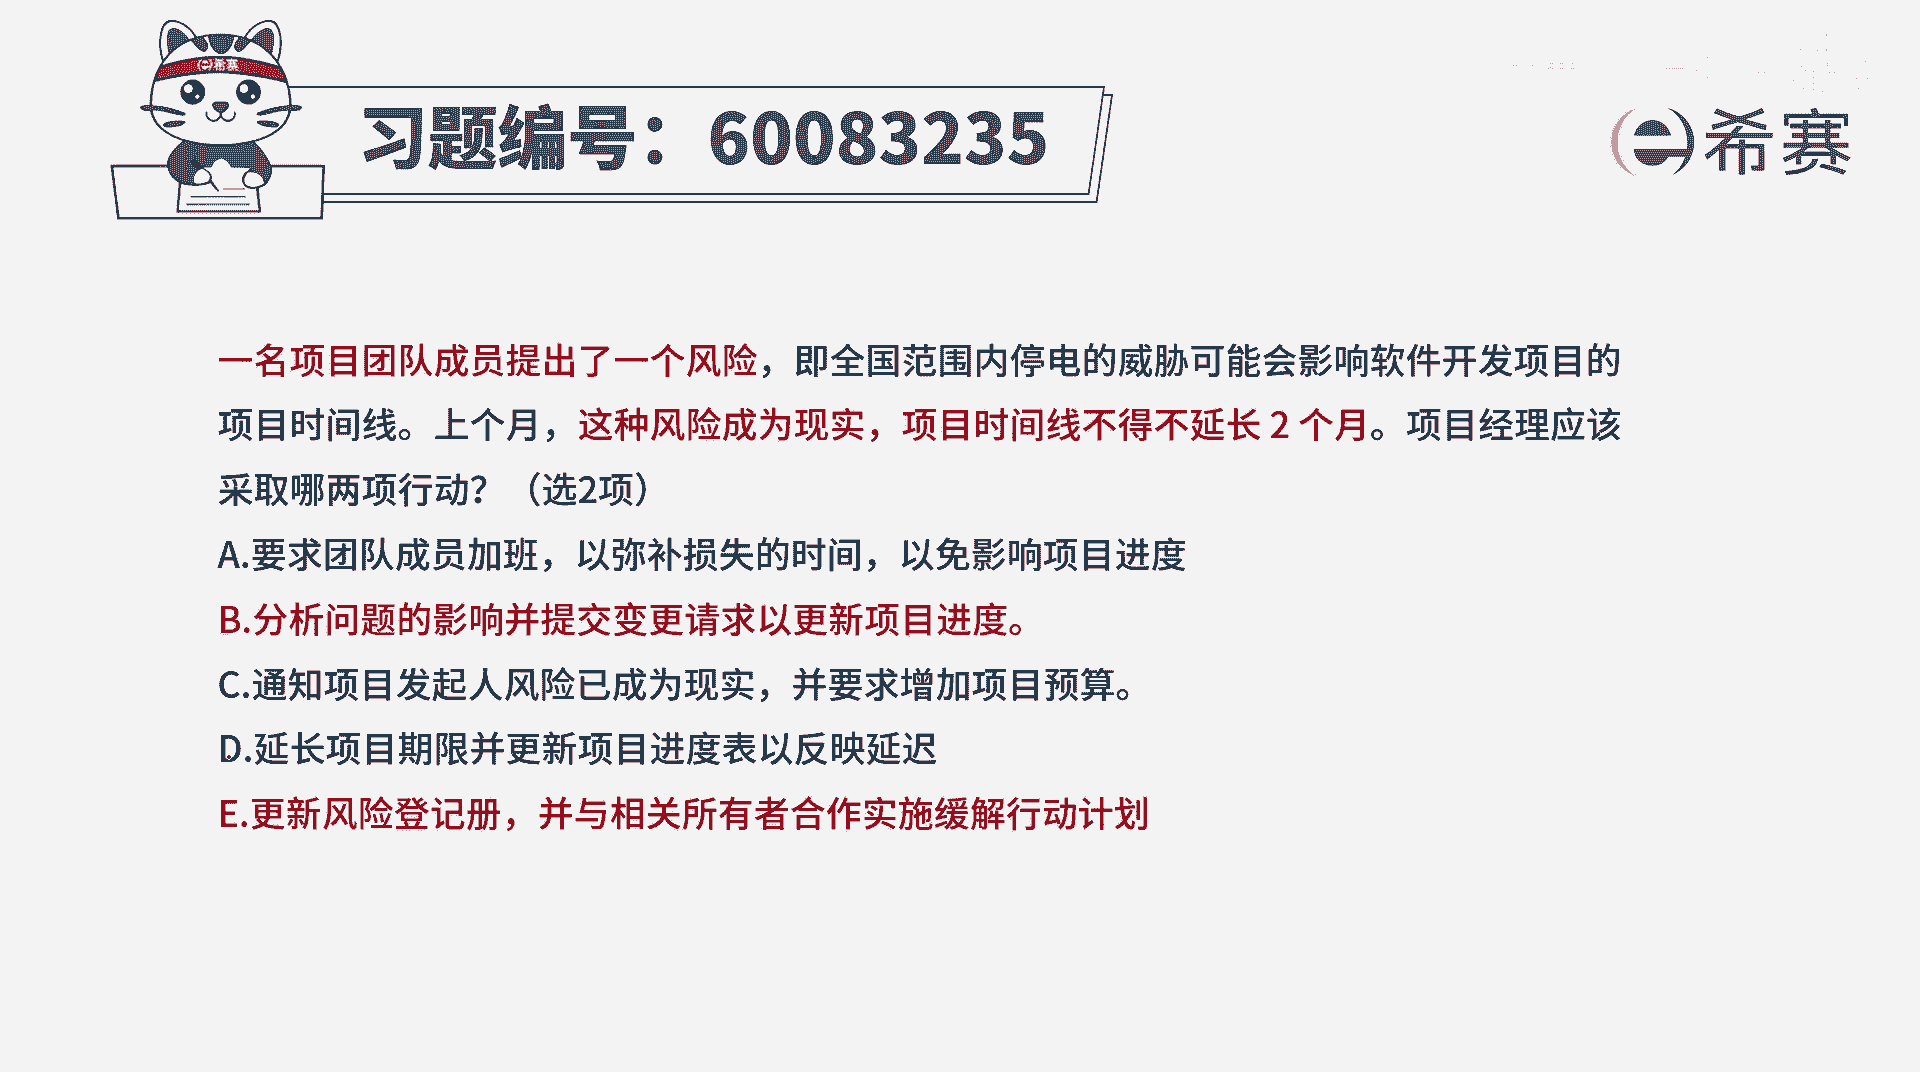 希赛
习题编号：60083235
希赛
一名项目团队成员提出了一个风险，即全国范围内停电的威胁可能会影响软件开发项目的
项目时间线。上个月，这种风险成为现实，项目时间线不得不延长 2 个月。项目经理应该
采取哪两项行动？（选2项）
A.要求团队成员加班，以弥补损失的时间，以免影响项目进度
B.分析问题的影响并提交变更请求以更新项目进度。
C.通知项目发起人风险已成为现实，并要求增加项目预算。
D.延长项目期限并更新项目进度表以反映延迟
E.更新风险登记册，并与相关所有者合作实施缓解行动计划